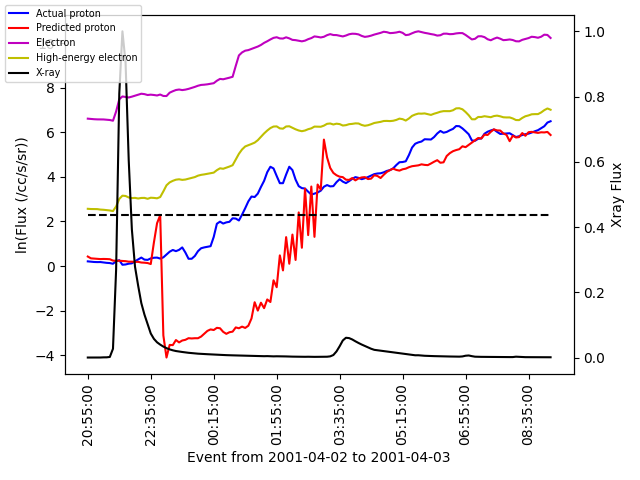 Actual proton
Predicted proton
Electron
High-energy electron
X-ray
8
6
4
2
0
−2
−4
ln(Flux (/cc/s/sr))
1.0
0.8
0.6
0.4
0.2
0.0
Xray Flux
20:55:00
22:35:00
00:15:00
01:55:00
03:35:00
05:15:00
06:55:00
08:35:00
Event from 2001-04-02 to 2001-04-03